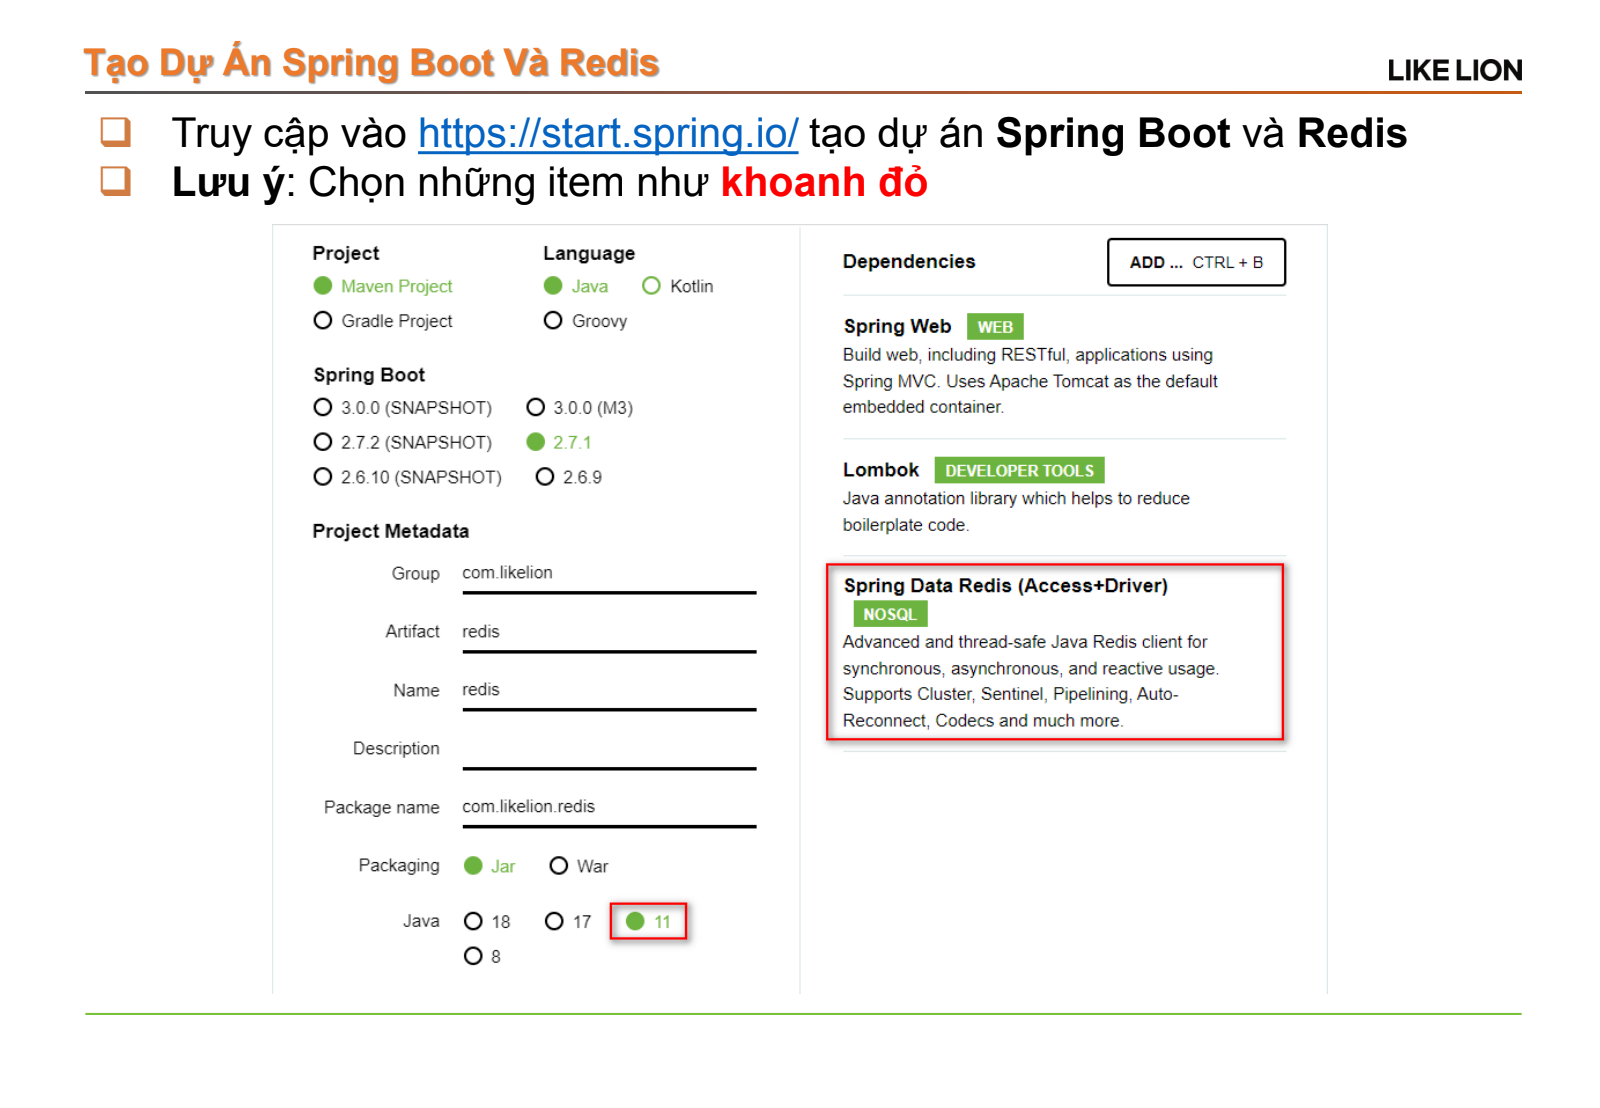 Tạo Dự Án Spring Boot Và Redis
LIKE LION
Truy cập vào https://start.spring.io/ tạo dự án Spring Boot và Redis
Lưu ý: Chọn những item như khoanh đỏ
Project
Language
Maven Project
Java
Kotlin
Gradle Project
Groovy
Spring Boot
3.0.0 (SNAPSHOT)
3.0.0 (M3)
2.7.2 (SNAPSHOT)
2.7.1
2.6.10 (SNAPSHOT)
2.6.9
Project Metadata
Group com.likelion
Artifact redis
Name redis
Description
Package name com.likelion.redis
Packaging Jar War
Java 18 17 11
8
Dependencies
ADD ... CTRL + B
Spring Web WEB
Build web, including RESTful, applications using
Spring MVC. Uses Apache Tomcat as the default
embedded container.
Lombok DEVELOPER TOOLS
Java annotation library which helps to reduce
boilerplate code.
Spring Data Redis (Access+Driver)
NOSQL
Advanced and thread-safe Java Redis client for
synchronous, asynchronous, and reactive usage.
Supports Cluster, Sentinel, Pipelining, Auto-
Reconnect, Codecs and much more.